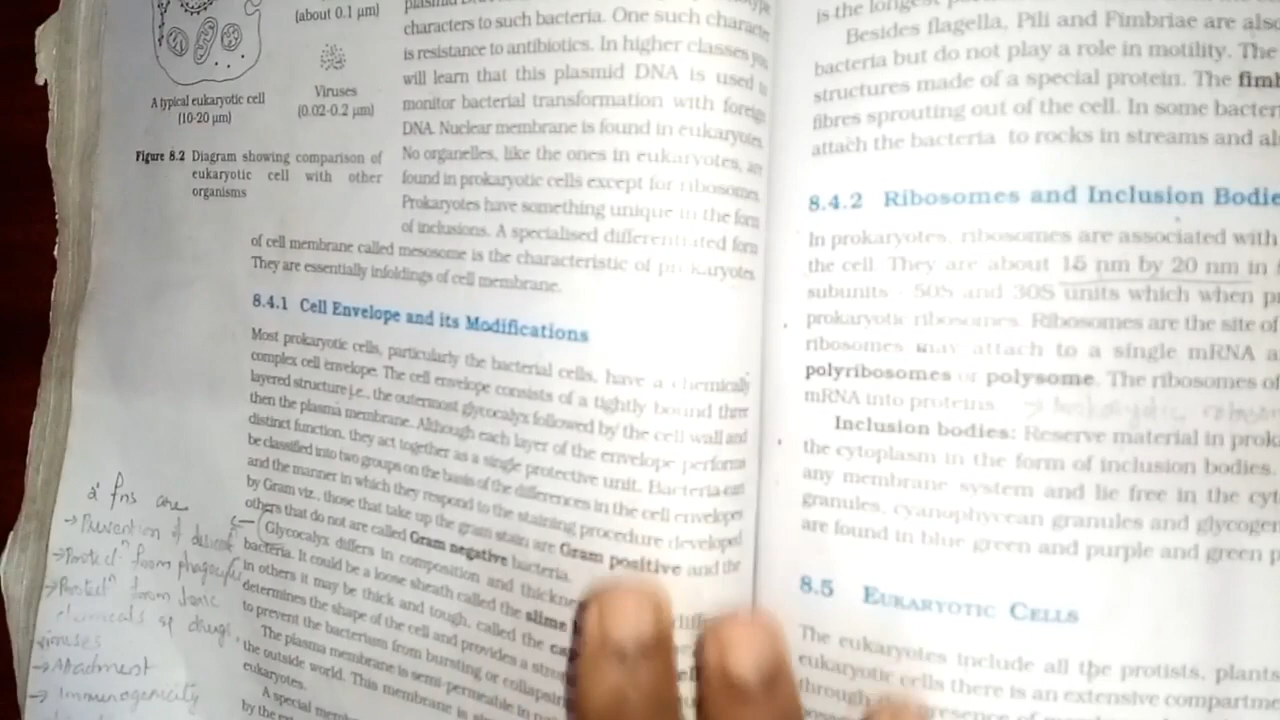 (about 0.1 µm)
Viruses
(0.02-0.2 µm)
A typical eukaryotic cell
(10-20 µm)
Figure 8.2 Diagram showing comparison of
eukaryotic cell with other
organisms
characters to such bacteria. One such
is resistance to antibiotics. In higher classes you
will learn that this plasmid DNA is used to
monitor bacterial transformation with foreign
DNA. Nuclear membrane is found in eukaryotes.
No organelles, like the ones in eukaryotes, are
found in prokaryotic cells except for ribosomes.
Prokaryotes have something unique in the form
of inclusions. A specialised differentiated form
of cell membrane called mesosome is the characteristic of prokaryotes.
They are essentially infoldings of cell membrane.
8.4.1 Cell Envelope and its Modifications
Most prokaryotic cells, particularly the bacterial cells, have a chemically
complex cell envelope. The cell envelope consists of a tightly bound three
layered structure i.e., the outermost glycocalyx followed by the cell wall and
then the plasma membrane. Although each layer of the envelope performs
distinct function, they act together as a single protective unit. Bacteria can
be classified into two groups on the basis of the differences in the cell envelopes
and the manner in which they respond to the staining procedure developed
by Gram viz., those that take up the gram stain are Gram positive and the
others that do not are called Gram negative bacteria.
Glycocalyx differs in composition and
bacteria. It could be a loose sheath called the slime
in others it may be thick and tough, called the
determines the shape of the cell and provides a
to prevent the bacterium from bursting or
The plasma membrane is semi-permeable in
the outside world. This membrane is
eukaryotes.
A special
by the
fns are
→ Prevention of
→ Protect from
→ Protect from
viruses
→ Attachment
→ Immunogenicity
is the longest
Besides flagella, Pili and Fimbriae are also
bacteria but do not play a role in motility. The
structures made of a special protein. The
fibres sprouting out of the cell. In some
attach the bacteria to rocks in streams and
8.4.2 Ribosomes and Inclusion
In prokaryotes, ribosomes are associated with
the cell. They are about 15 nm by 20 nm in
subunits - 50S and 30S units which when
prokaryotic ribosomes. Ribosomes are the site of
ribosomes may attach to a single mRNA
polyribosomes or polysome. The ribosomes of
mRNA into proteins
Inclusion bodies: Reserve material in
the cytoplasm in the form of inclusion bodies.
any membrane system and lie free in the
granules, cyanophycean granules and
are found in blue green and purple and green
8.5 EUKARYOTIC CELLS
The eukaryotes include all the protists, plants
eukaryotic cells there is an extensive
through presence of